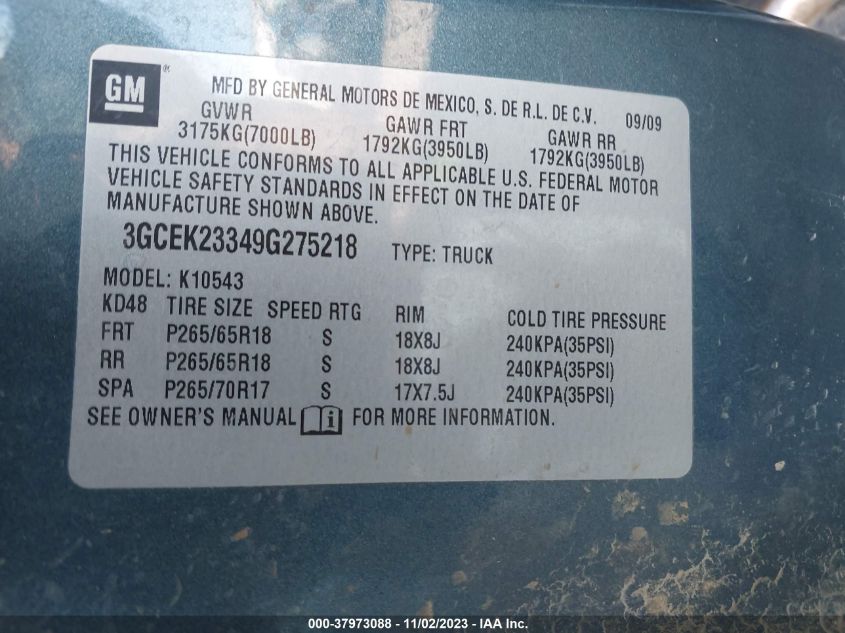 GM ® MFD BY GENERAL MOTORS DE MEXICO, S. DE R.L. DE C.V. 09/09
GVWR GAWR FRT GAWR RR
3175KG(7000LB) 1792KG(3950LB) 1792KG(3950LB)
THIS VEHICLE CONFORMS TO ALL APPLICABLE U.S. FEDERAL MOTOR
VEHICLE SAFETY STANDARDS IN EFFECT ON THE DATE OF
MANUFACTURE SHOWN ABOVE.
3GCEK23349G275218 TYPE: TRUCK
MODEL: K10543
KD48 TIRE SIZE SPEED RTG RIM COLD TIRE PRESSURE
FRT P265/65R18 S 18X8J 240KPA(35PSI)
RR P265/65R18 S 18X8J 240KPA(35PSI)
SPA P265/70R17 S 17X7.5J 240KPA(35PSI)
SEE OWNER'S MANUAL i FOR MORE INFORMATION.
000-37973088 - 11/02/2023 - IAA Inc.